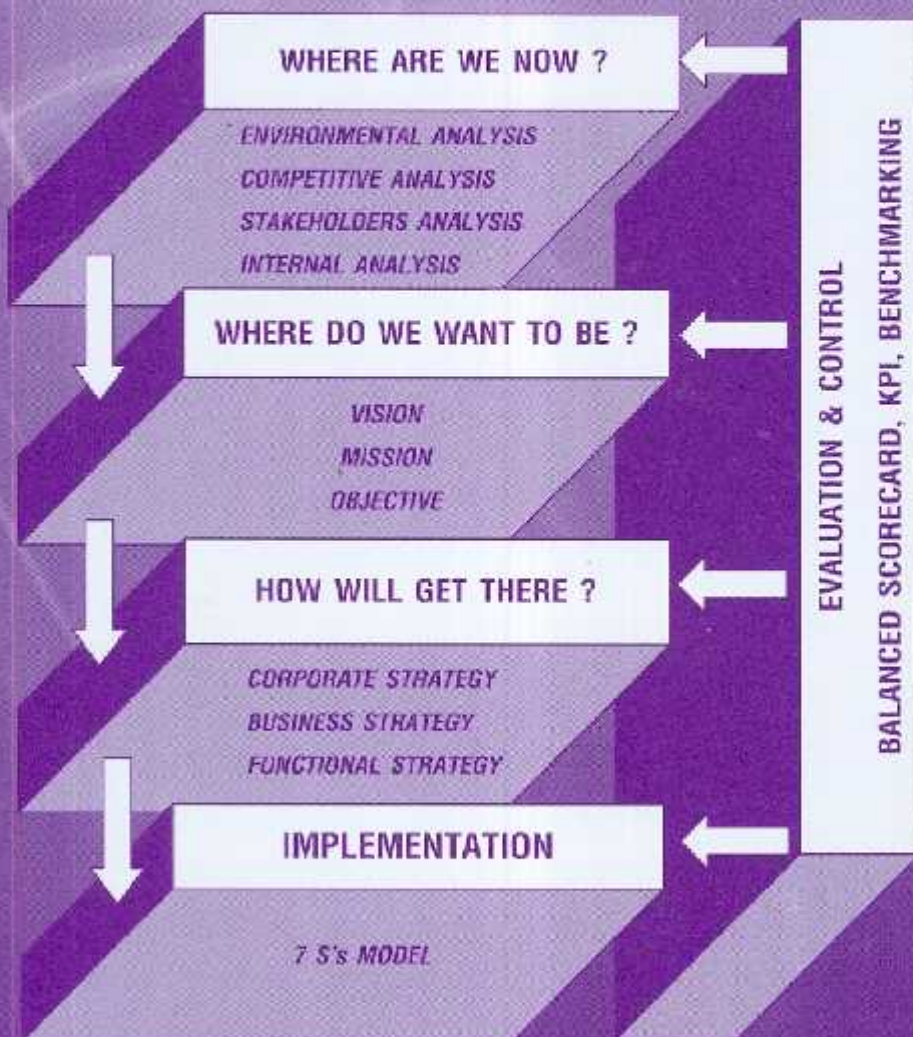 WHERE ARE WE NOW ?
ENVIRONMENTAL ANALYSIS
COMPETITIVE ANALYSIS
STAKEHOLDERS ANALYSIS
INTERNAL ANALYSIS
WHERE DO WE WANT TO BE ?
VISION
MISSION
OBJECTIVE
HOW WILL GET THERE ?
CORPORATE STRATEGY
BUSINESS STRATEGY
FUNCTIONAL STRATEGY
IMPLEMENTATION
7 S's MODEL
EVALUATION & CONTROL
BALANCED SCORECARD, KPI, BENCHMARKING